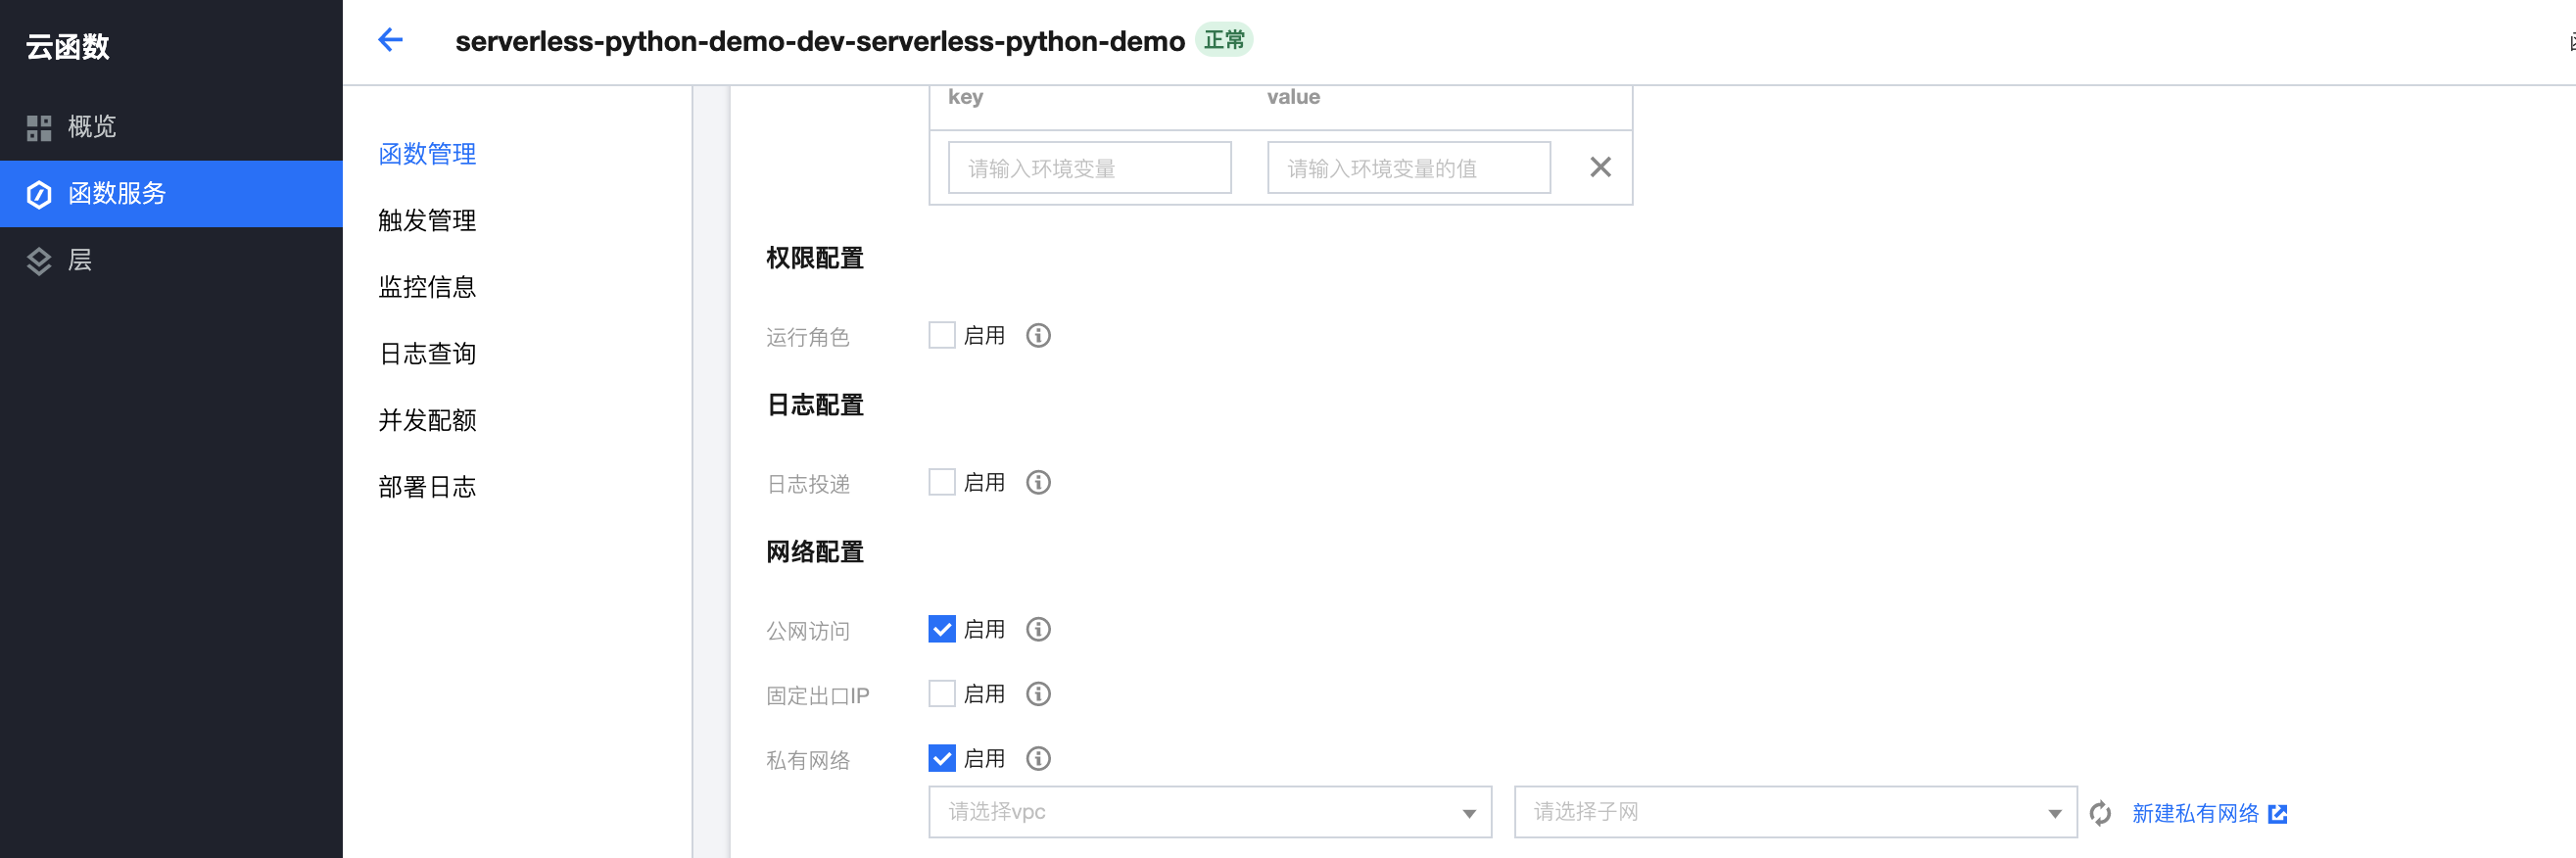 云函数
概览
函数服务
层
serverless-python-demo-dev-serverless-python-demo 正常
函数管理
触发管理
监控信息
日志查询
并发配额
部署日志
key value
请输入环境变量 请输入环境变量的值
权限配置
运行角色 启用
日志配置
日志投递 启用
网络配置
公网访问 启用
固定出口IP 启用
私有网络 启用
请选择vpc 请选择子网 新建私有网络